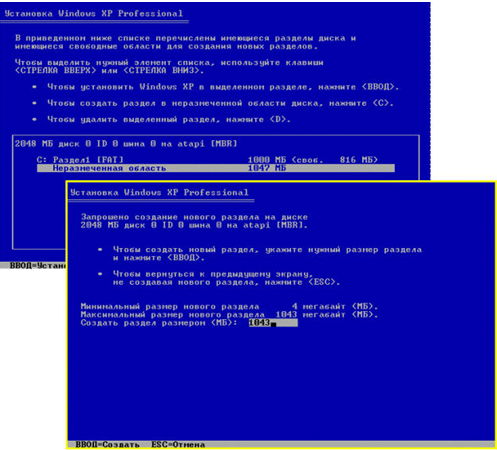 Установка Windows XP Professional
В приведенном ниже списке перечислены имеющиеся разделы диска и
имеющиеся свободные области для создания новых разделов.
Чтобы выделить нужный элемент списка, используйте клавиши
<СТРЕЛКА ВВЕРХ> или <СТРЕЛКА ВНИЗ>.
• Чтобы установить Windows XP в выделенном разделе, нажмите <ВВОД>.
• Чтобы создать раздел в неразмеченной области диска, нажмите <C>.
• Чтобы удалить выделенный раздел, нажмите <D>.
2048 МБ диск 0 ID 0 шина 0 на atapi [MBR]
C: Раздел1 [FAT] 1000 МБ (своб. 816 МБ)
Неразмеченная область 1047 МБ
ВВОД=Устан
Установка Windows XP Professional
Запрошено создание нового раздела на диске
2048 МБ диск 0 ID 0 шина 0 на atapi [MBR].
• Чтобы создать новый раздел, укажите нужный размер раздела
и нажмите <ВВОД>.
• Чтобы вернуться к предыдущему экрану,
не создавая нового раздела, нажмите <ESC>.
Минимальный размер нового раздела 4 мегабайт (МБ).
Максимальный размер нового раздела 1043 мегабайт (МБ).
Создать раздел размером (МБ): 1043
ВВОД=Создать ESC=Отмена